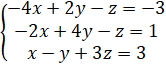 -4x + 2y - z = -3
-2x + 4y - z = 1
x - y + 3z = 3